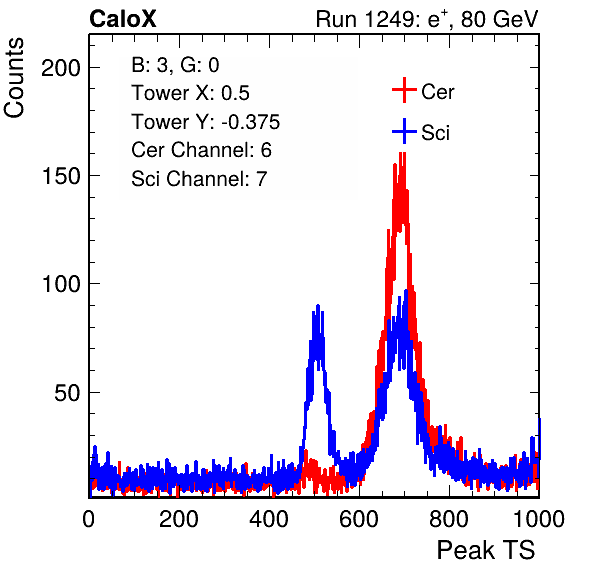 CaloX Run 1249: e⁺, 80 GeV
Counts
B: 3, G: 0
Tower X: 0.5
Tower Y: -0.375
Cer Channel: 6
Sci Channel: 7
Cer
Sci
200
150
100
50
0 200 400 600 800 1000
Peak TS